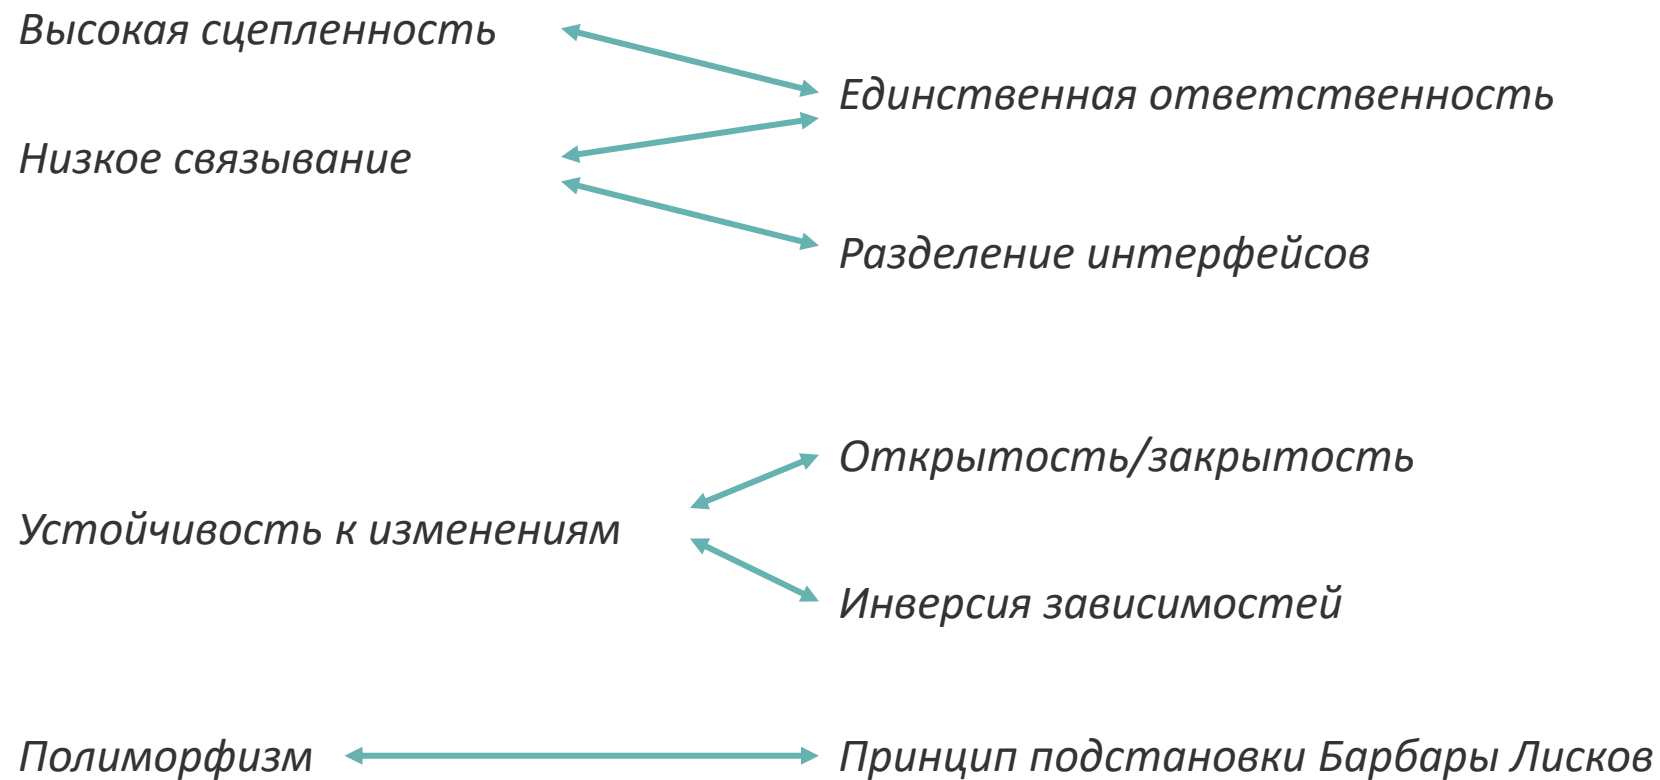 Высокая сцепленность
Единственная ответственность
Низкое связывание
Разделение интерфейсов
Открытость/закрытость
Устойчивость к изменениям
Инверсия зависимостей
Полиморфизм
Принцип подстановки Барбары Лисков